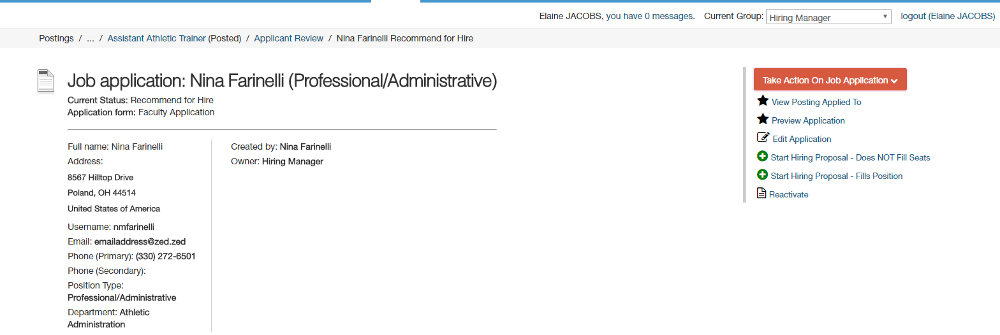 Elaine JACOBS, you have 0 messages. Current Group: Hiring Manager logout (Elaine JACOBS)
Postings / ... / Assistant Athletic Trainer (Posted) / Applicant Review / Nina Farinelli Recommend for Hire
Job application: Nina Farinelli (Professional/Administrative)
Current Status: Recommend for Hire
Application form: Faculty Application
Full name: Nina Farinelli
Address:
8567 Hilltop Drive
Poland, OH 44514
United States of America
Username: nmfarinelli
Email: emailaddress@zed.zed
Phone (Primary): (330) 272-6501
Phone (Secondary):
Position Type:
Professional/Administrative
Department: Athletic
Administration
Created by: Nina Farinelli
Owner: Hiring Manager
Take Action On Job Application
View Posting Applied To
Preview Application
Edit Application
Start Hiring Proposal - Does NOT Fill Seats
Start Hiring Proposal - Fills Position
Reactivate